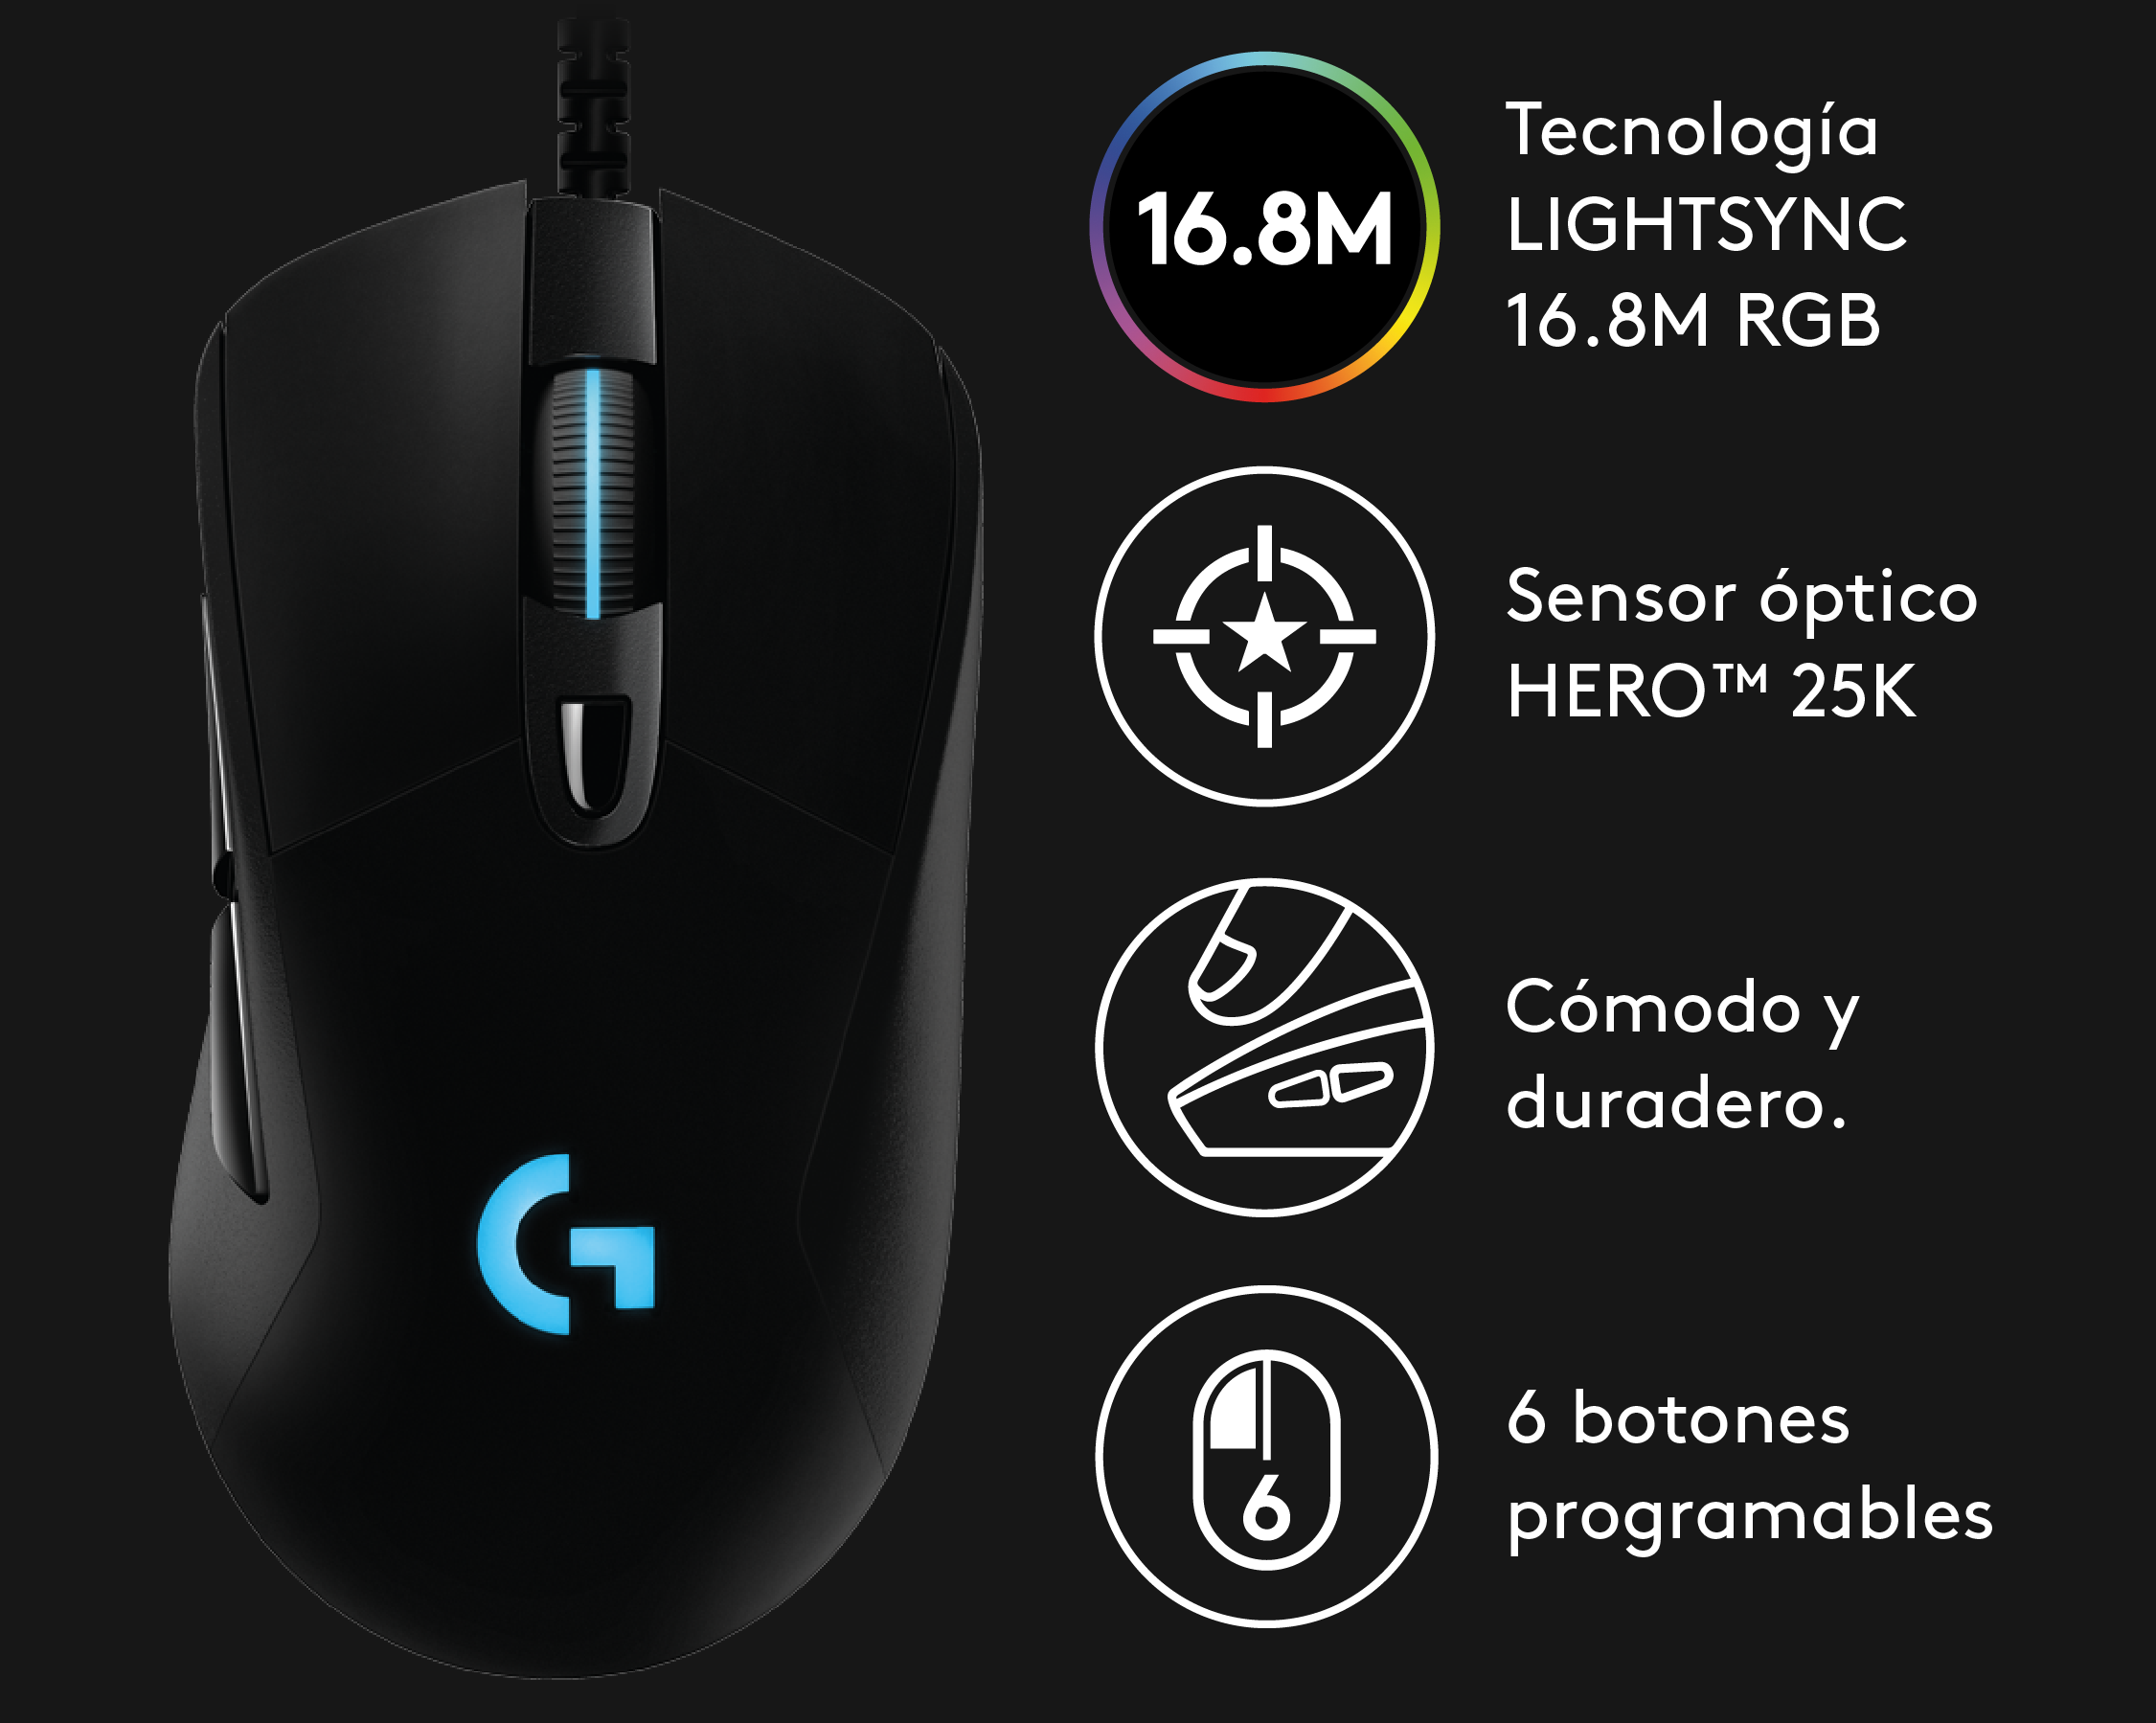 16.8M
Tecnología
LIGHTSYNC
16.8M RGB
Sensor óptico
HERO™ 25K
Cómodo y
duradero.
G
6
6 botones
programables